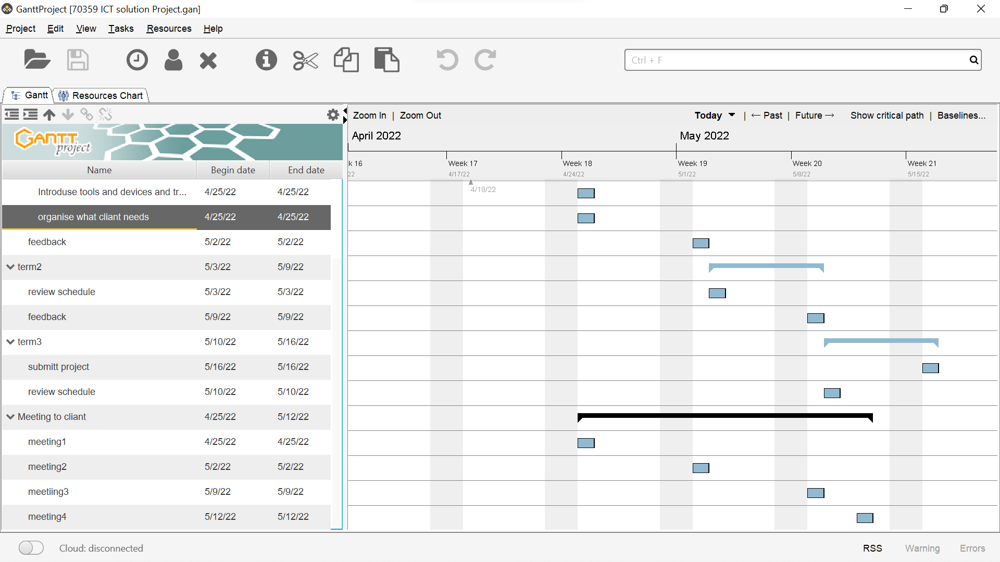 GanttProject [70359 ICT solution Project.gan]
Project Edit View Tasks Resources Help
Ctrl + F
Gantt Resources Chart
Zoom In | Zoom Out Today | ← Past | Future → Show critical path | Baselines...
GANTT project
April 2022 May 2022
Name Begin date End date
k 16 Week 17 Week 18 Week 19 Week 20 Week 21
22 4/17/22 4/24/22 5/1/22 5/8/22 5/15/22
4/18/22
Introduse tools and devices and tr... 4/25/22 4/25/22
organise what cliant needs 4/25/22 4/25/22
feedback 5/2/22 5/2/22
term2 5/3/22 5/9/22
review schedule 5/3/22 5/3/22
feedback 5/9/22 5/9/22
term3 5/10/22 5/16/22
submitt project 5/16/22 5/16/22
review schedule 5/10/22 5/10/22
Meeting to cliant 4/25/22 5/12/22
meeting1 4/25/22 4/25/22
meeting2 5/2/22 5/2/22
meetiing3 5/9/22 5/9/22
meeting4 5/12/22 5/12/22
Cloud: disconnected RSS Warning Errors